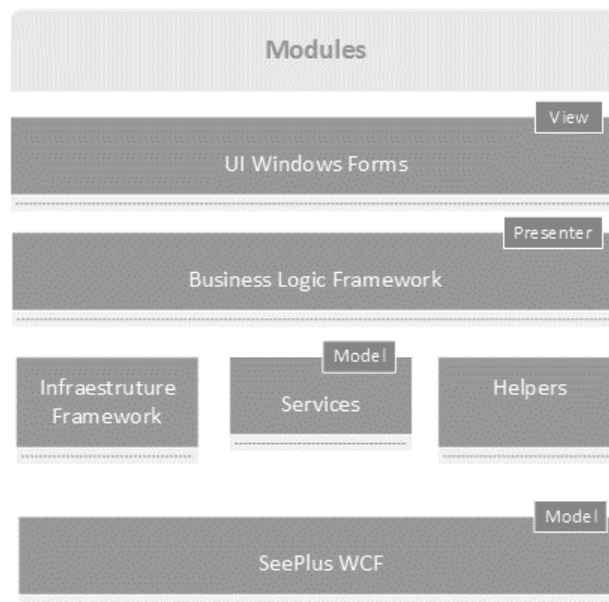 Modules
View
UI Windows Forms
Presenter
Business Logic Framework
Infraestruture
Framework
Model
Services
Helpers
Model
SeePlus WCF